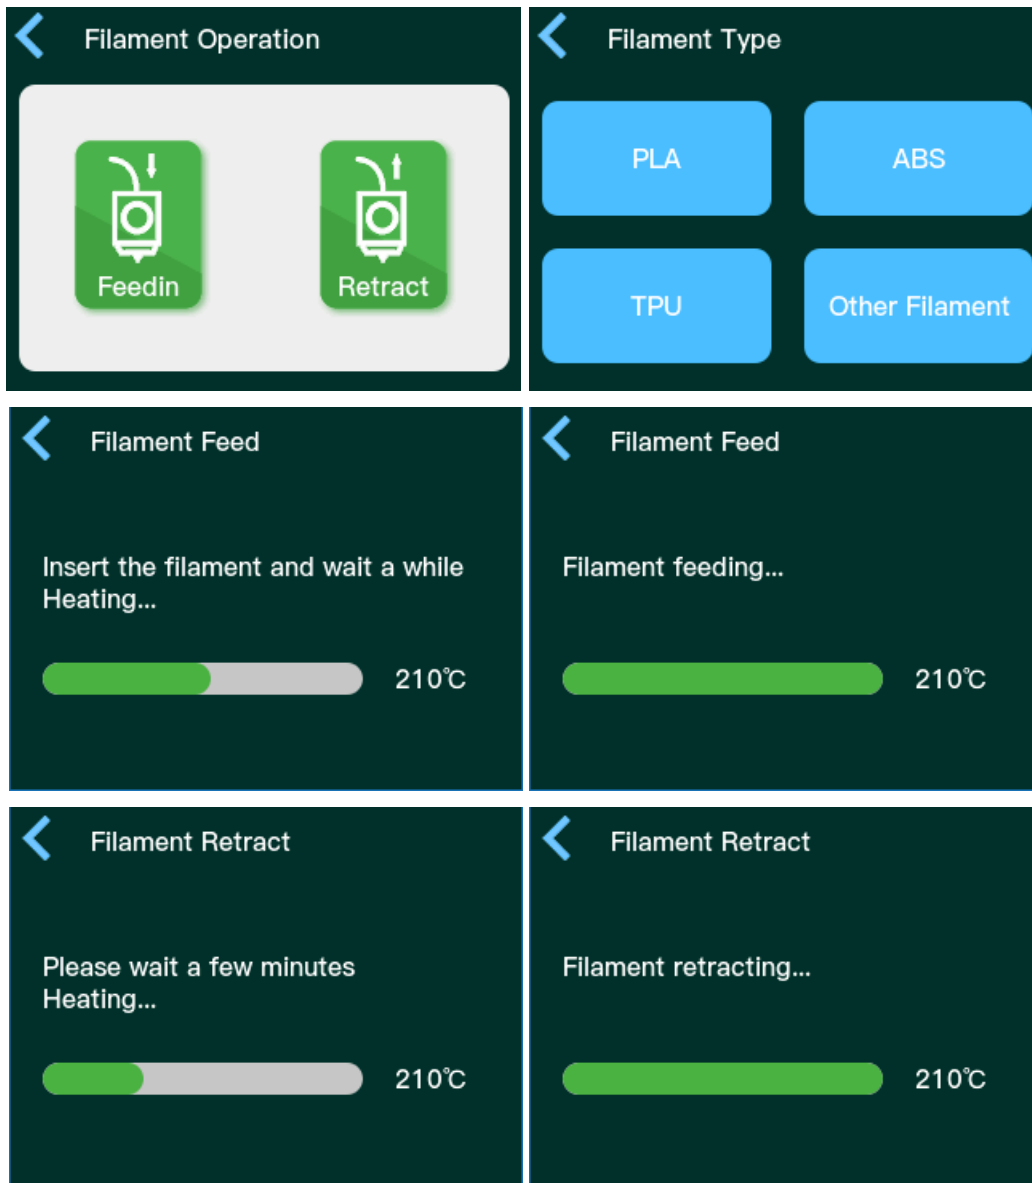 Filament Operation
Feedin
Retract
Filament Type
PLA
ABS
TPU
Other Filament
Filament Feed
Insert the filament and wait a while
Heating...
210℃
Filament Feed
Filament feeding...
210℃
Filament Retract
Please wait a few minutes
Heating...
210℃
Filament Retract
Filament retracting...
210℃